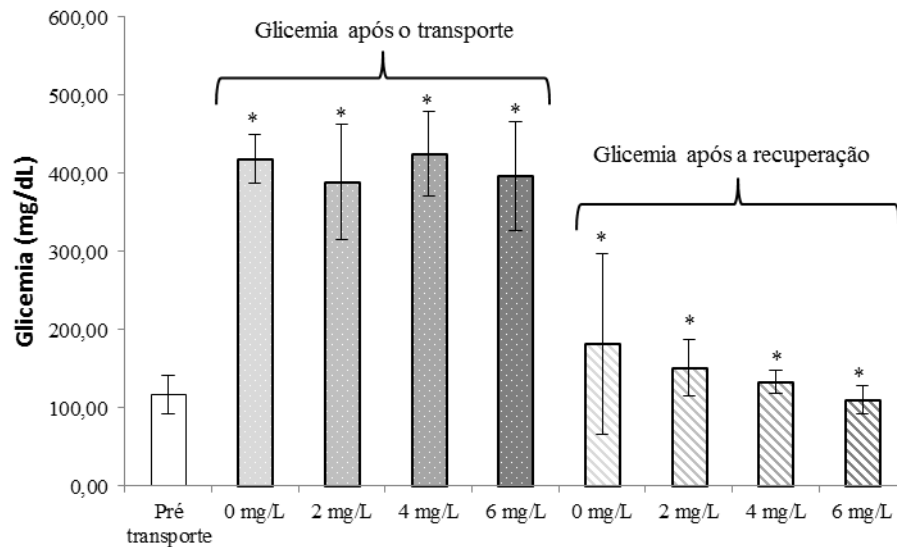 600,00
500,00
400,00
300,00
200,00
100,00
0,00
Glicemia (mg/dL)
Glicemia após o transporte
* * * *
Glicemia após a recuperação
* * * *
Pré transporte
0 mg/L 2 mg/L 4 mg/L 6 mg/L 0 mg/L 2 mg/L 4 mg/L 6 mg/L